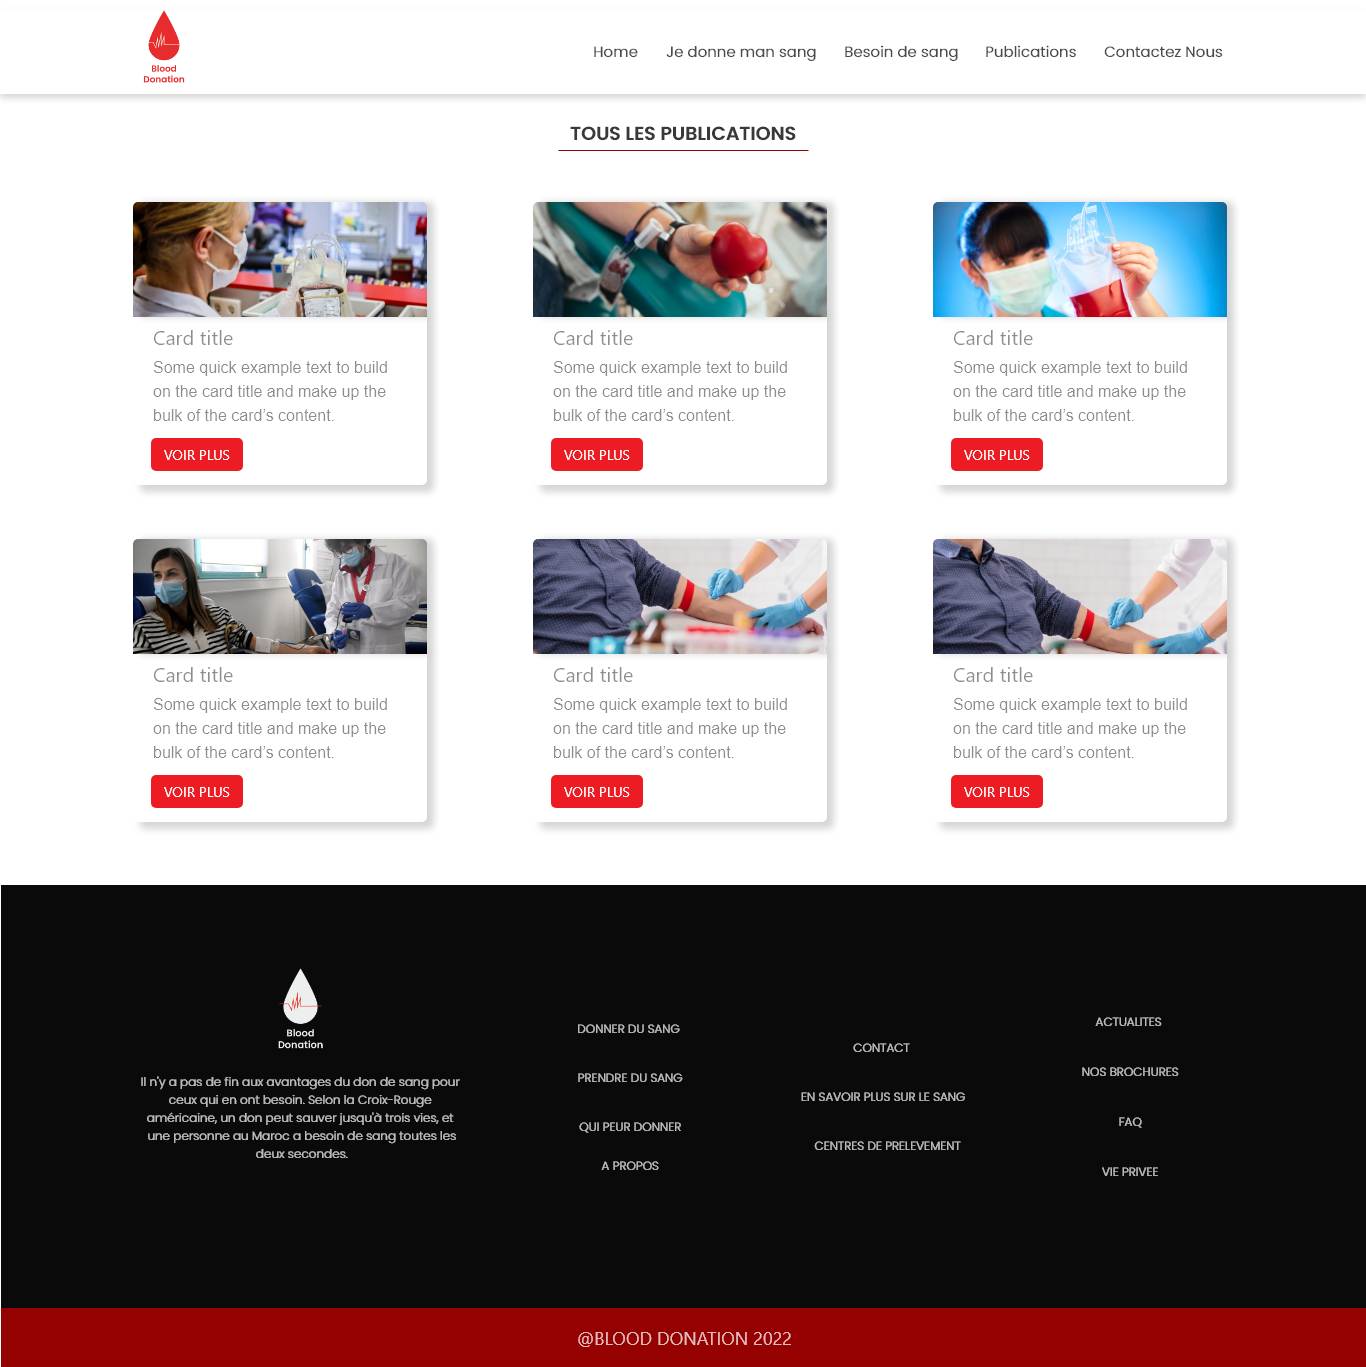 Blood
Donation
Home
Je donne man sang
Besoin de sang
Publications
Contactez Nous
TOUS LES PUBLICATIONS
Card title
Some quick example text to build
on the card title and make up the
bulk of the card's content.
VOIR PLUS
Card title
Some quick example text to build
on the card title and make up the
bulk of the card's content.
VOIR PLUS
Card title
Some quick example text to build
on the card title and make up the
bulk of the card's content.
VOIR PLUS
Card title
Some quick example text to build
on the card title and make up the
bulk of the card's content.
VOIR PLUS
Card title
Some quick example text to build
on the card title and make up the
bulk of the card's content.
VOIR PLUS
Card title
Some quick example text to build
on the card title and make up the
bulk of the card's content.
VOIR PLUS
Blood
Donation
Il n'y a pas de fin aux avantages du don de sang pour
ceux qui en ont besoin. Selon la Croix-Rouge
américaine, un don peut sauver jusqu'à trois vies, et
une personne au Maroc a besoin de sang toutes les
deux secondes.
DONNER DU SANG
PRENDRE DU SANG
QUI PEUR DONNER
A PROPOS
CONTACT
EN SAVOIR PLUS SUR LE SANG
CENTRES DE PRELEVEMENT
ACTUALITES
NOS BROCHURES
FAQ
VIE PRIVEE
@BLOOD DONATION 2022